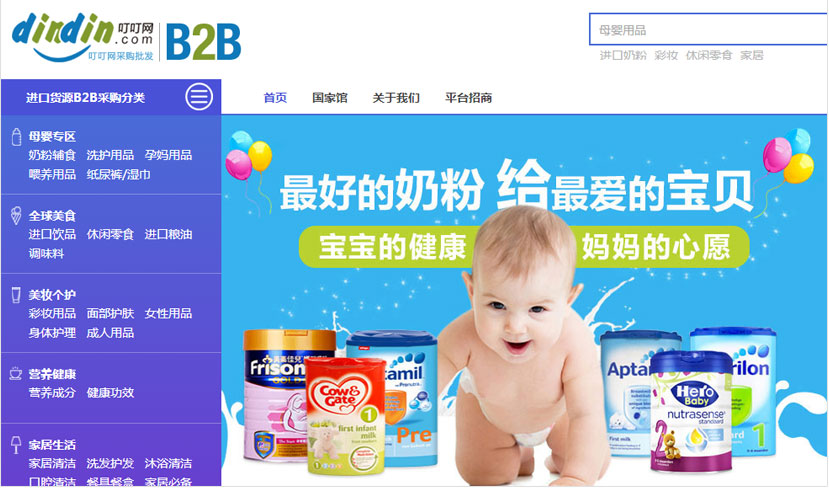 dindin 叮叮网
.com
叮叮网采购批发
B2B
母婴用品
进口奶粉 彩妆 休闲零食 家居
进口货源B2B采购分类
首页 国家馆 关于我们 平台招商
母婴专区
奶粉辅食 洗护用品 孕妈用品
喂养用品 纸尿裤/湿巾
全球美食
进口饮品 休闲零食 进口粮油
调味料
美妆个护
彩妆用品 面部护肤 女性用品
身体护理 成人用品
营养健康
营养成分 健康功效
家居生活
家居清洁 洗发护发 沐浴清洁
口腔清洁 餐具餐盒 家居必备
最好的奶粉 给最爱的宝贝
宝宝的健康 妈妈的心愿
美素佳儿
Friso
GOLD
Cow&
Gate
1
first infant
milk
tamil
Pre
Apta
First milk
Hero
Baby
nutrasense
standard
2
rilon
1